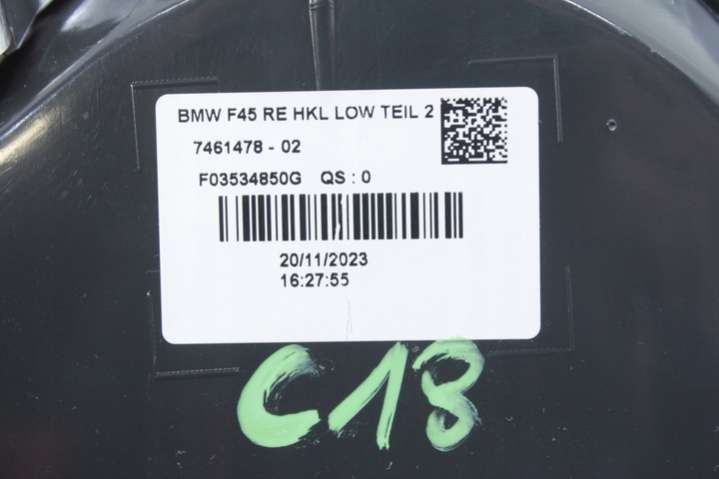 BMW F45 RE HKL LOW TEIL 2
7461478 - 02
F03534850G QS : 0
20/11/2023
16:27:55
C18